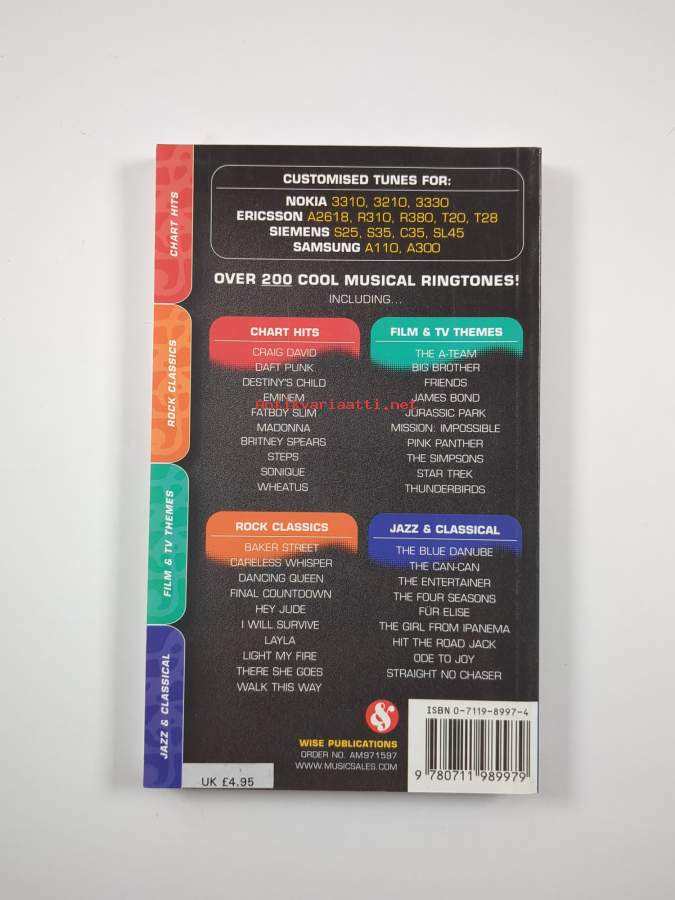 CUSTOMISED TUNES FOR:
NOKIA 3310, 3210, 3330
ERICSSON A2618, R310, R380, T20, T28
SIEMENS S25, S35, C35, SL45
SAMSUNG A110, A300
OVER 200 COOL MUSICAL RINGTONES!
INCLUDING...
CHART HITS
CRAIG DAVID
DAFT PUNK
DESTINY'S CHILD
EMINEM
FATBOY SLIM
MADONNA
BRITNEY SPEARS
STEPS
SONIQUE
WHEATUS
FILM & TV THEMES
THE A-TEAM
BIG BROTHER
FRIENDS
JAMES BOND
JURASSIC PARK
MISSION: IMPOSSIBLE
PINK PANTHER
THE SIMPSONS
STAR TREK
THUNDERBIRDS
ROCK CLASSICS
BAKER STREET
CARELESS WHISPER
DANCING QUEEN
FINAL COUNTDOWN
HEY JUDE
I WILL SURVIVE
LAYLA
LIGHT MY FIRE
THERE SHE GOES
WALK THIS WAY
JAZZ & CLASSICAL
THE BLUE DANUBE
THE CAN-CAN
THE ENTERTAINER
THE FOUR SEASONS
FÜR ELISE
THE GIRL FROM IPANEMA
HIT THE ROAD JACK
ODE TO JOY
STRAIGHT NO CHASER
CHART HITS
ROCK CLASSICS
FILM & TV THEMES
JAZZ & CLASSICAL
antikvariaatti.net
WISE PUBLICATIONS
ORDER NO. AM971597
WWW.MUSICSALES.COM
ISBN 0-7119-8997-4
9 780711 989979
UK £4.95